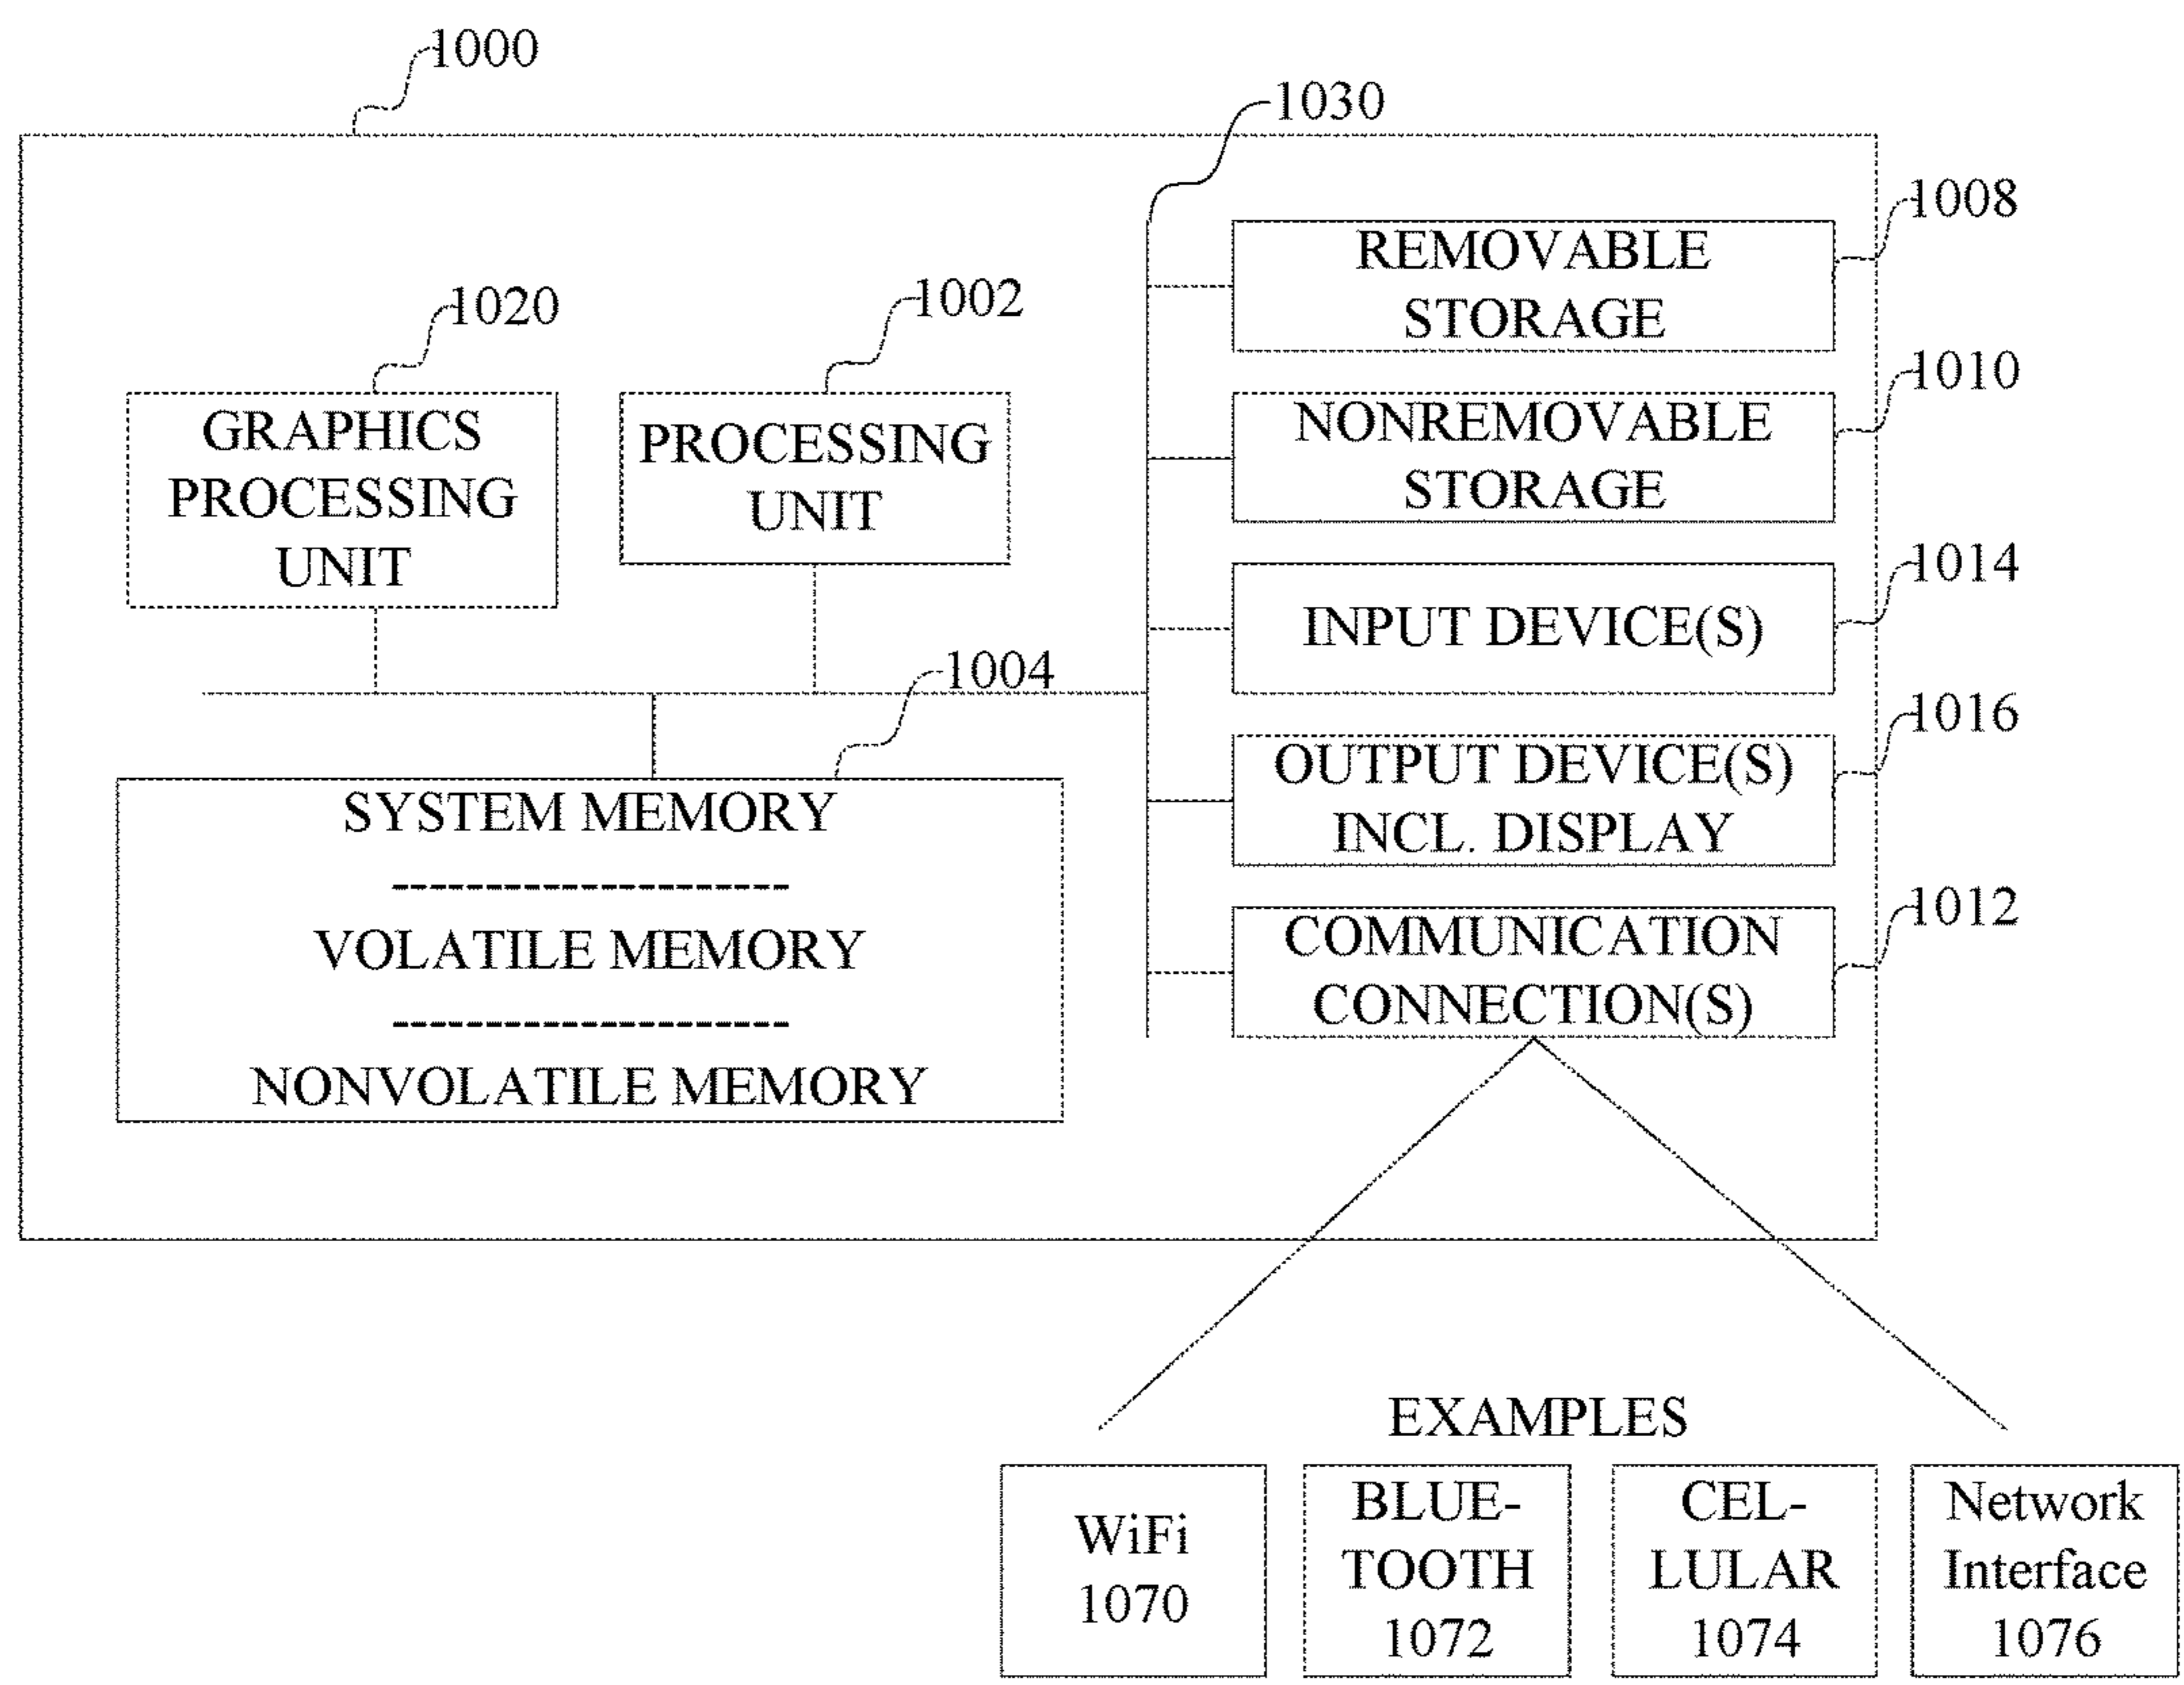 1000
1030
1008
REMOVABLE
STORAGE
1020
1002
1010
GRAPHICS
PROCESSING
UNIT
PROCESSING
UNIT
NONREMOVABLE
STORAGE
1014
INPUT DEVICE(S)
1004
1016
SYSTEM MEMORY
--------------------
VOLATILE MEMORY
--------------------
NONVOLATILE MEMORY
OUTPUT DEVICE(S)
INCL. DISPLAY
1012
COMMUNICATION
CONNECTION(S)
EXAMPLES
WiFi
1070
BLUE-
TOOTH
1072
CEL-
LULAR
1074
Network
Interface
1076